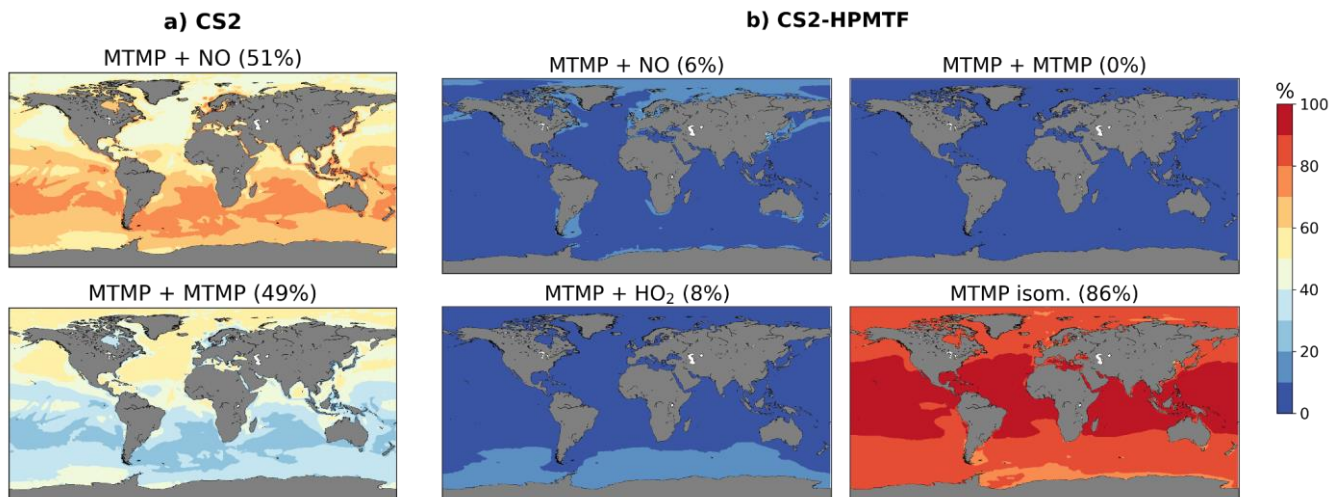 a) CS2
b) CS2-HPMTF
MTMP + NO (51%)
MTMP + NO (6%)
MTMP + MTMP (0%)
%
100
80
60
40
20
0
MTMP + MTMP (49%)
MTMP + HO₂ (8%)
MTMP isom. (86%)